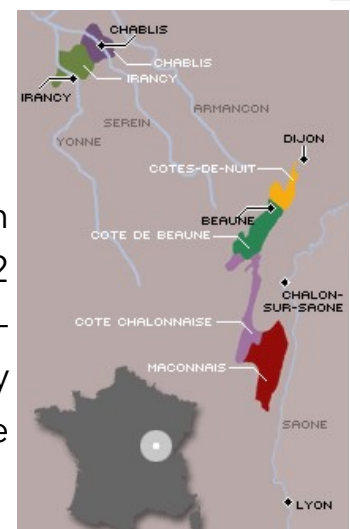 CHABLIS
CHABLIS
IRANCY
IRANCY
ARMANCON
SEREIN
YONNE
DIJON
COTES-DE-NUIT
BEAUNE
COTE DE BEAUNE
CHALON-
SUR-SAONE
COTE CHALONNAISE
MACONNAIS
SAONE
LYON
n
2
-
y
e